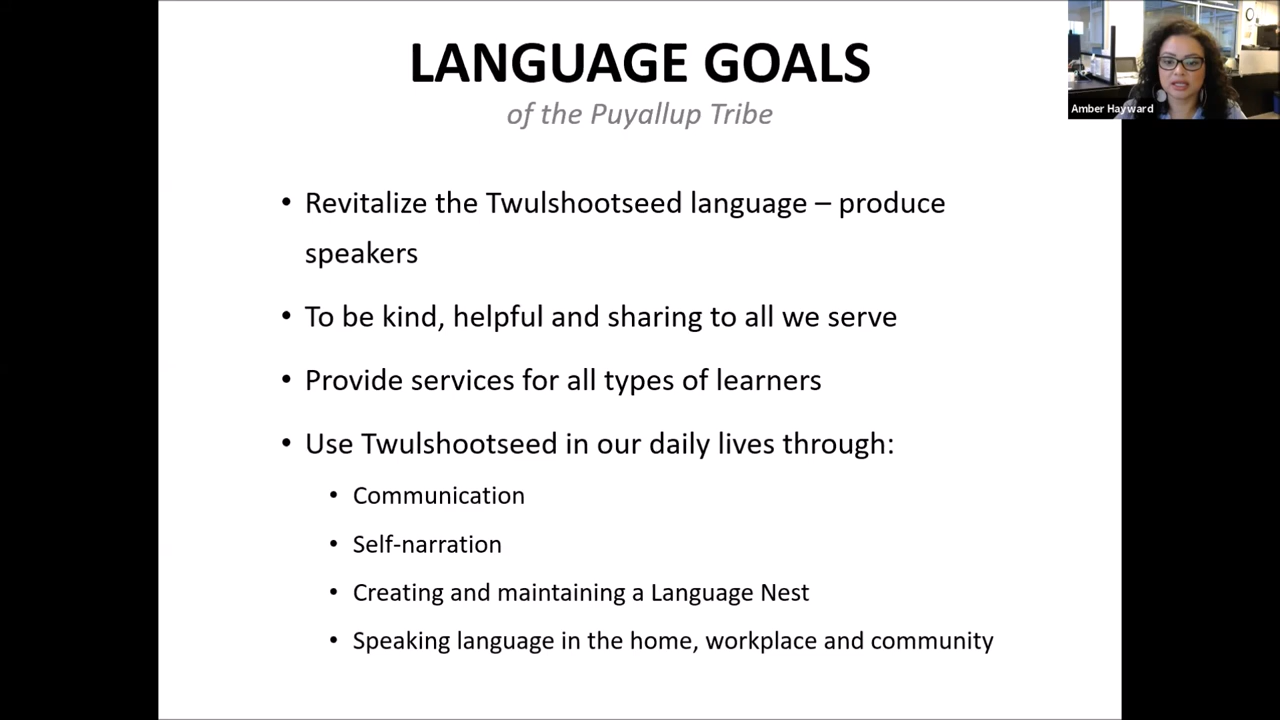 LANGUAGE GOALS
of the Puyallup Tribe
Amber Hayward
• Revitalize the Twulshootseed language – produce
speakers
• To be kind, helpful and sharing to all we serve
• Provide services for all types of learners
• Use Twulshootseed in our daily lives through:
• Communication
• Self-narration
• Creating and maintaining a Language Nest
• Speaking language in the home, workplace and community